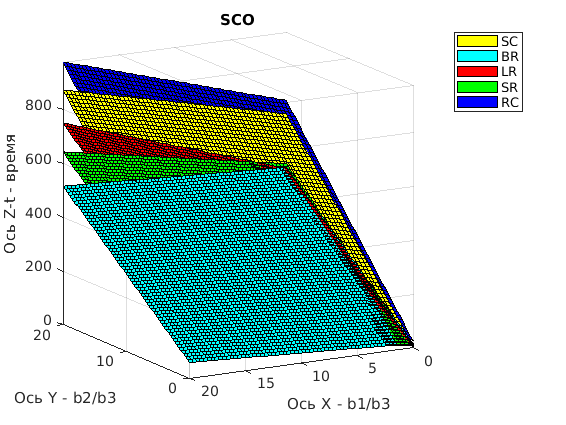 SCO
SC
BR
LR
SR
RC
Ось Z-t - время
800
600
400
200
0
20
10
0
20
15
10
5
0
Ось Y - b2/b3
Ось X - b1/b3